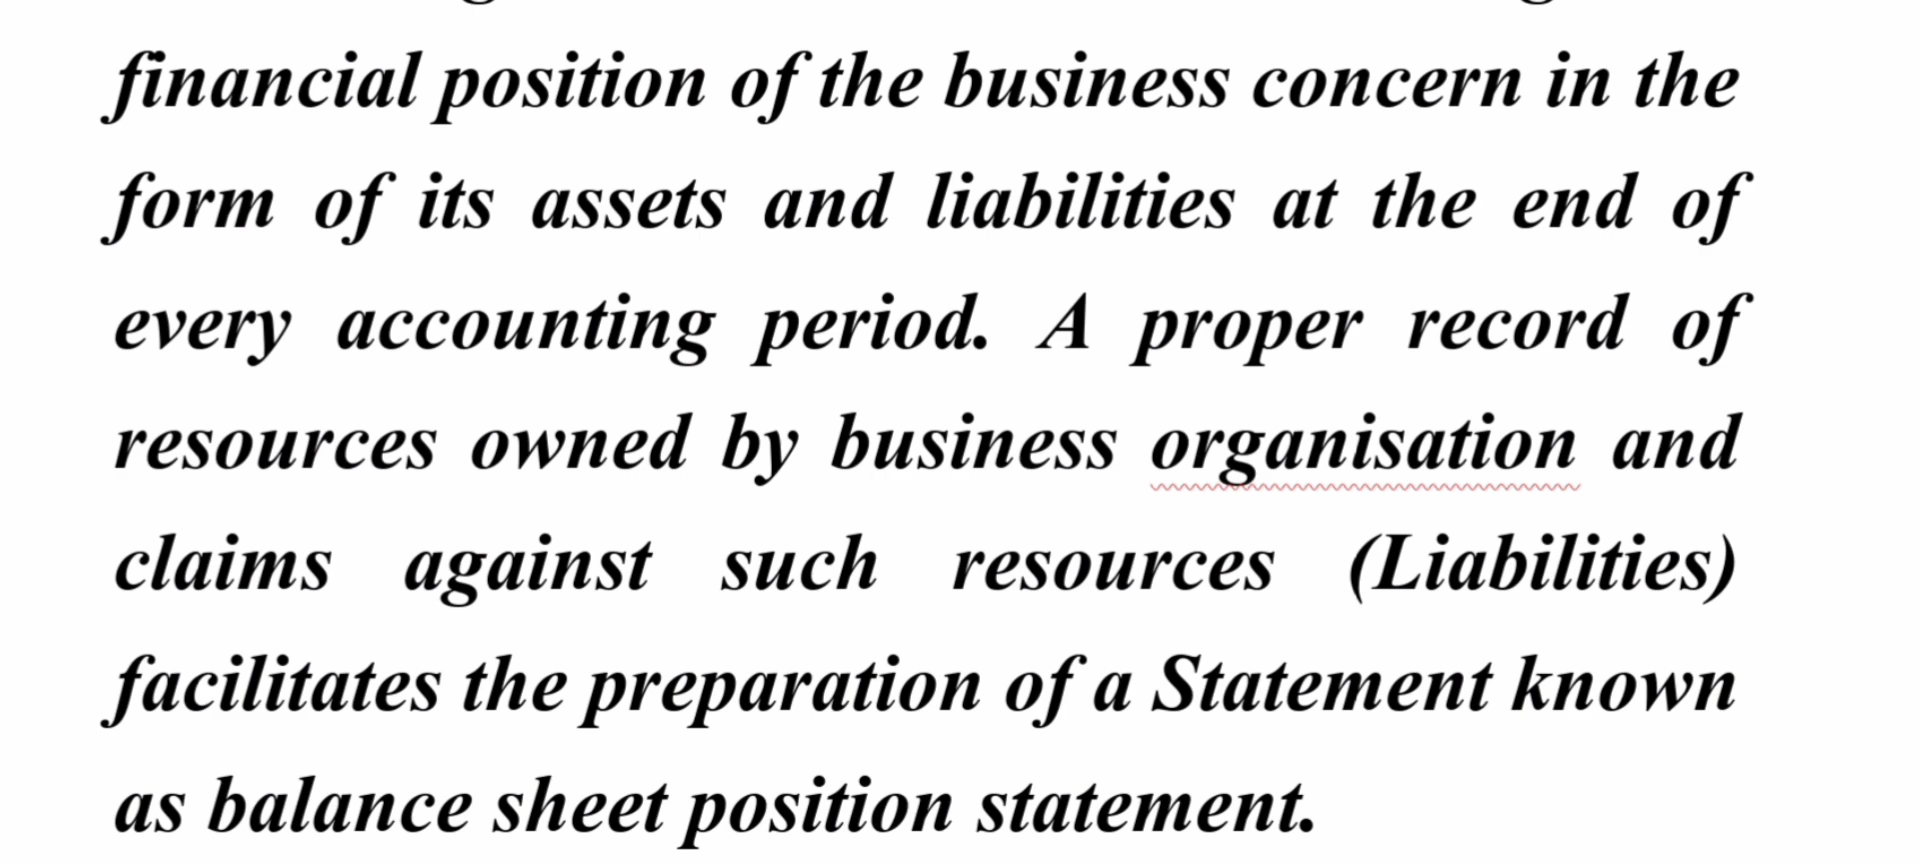 financial position of the business concern in the
form of its assets and liabilities at the end of
every accounting period. A proper record of
resources owned by business organisation and
claims against such resources (Liabilities)
facilitates the preparation of a Statement known
as balance sheet position statement.